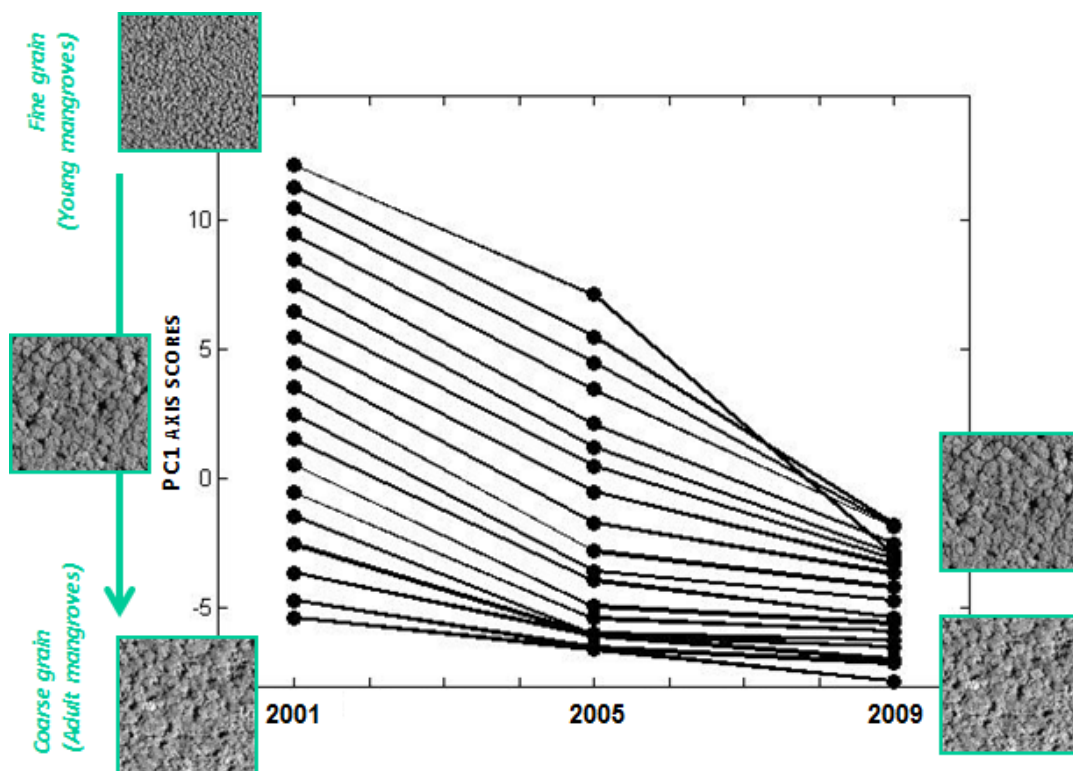 Fine grain
(Young mangroves)
10
5
0
-5
PC1 AXIS SCORES
Coarse grain
(Adult mangroves)
2001
2005
2009